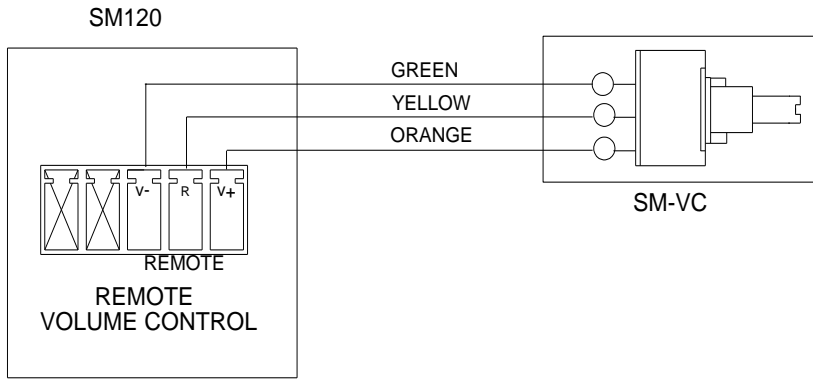 SM120
GREEN
YELLOW
ORANGE
V-
R
V+
REMOTE
REMOTE
VOLUME CONTROL
SM-VC